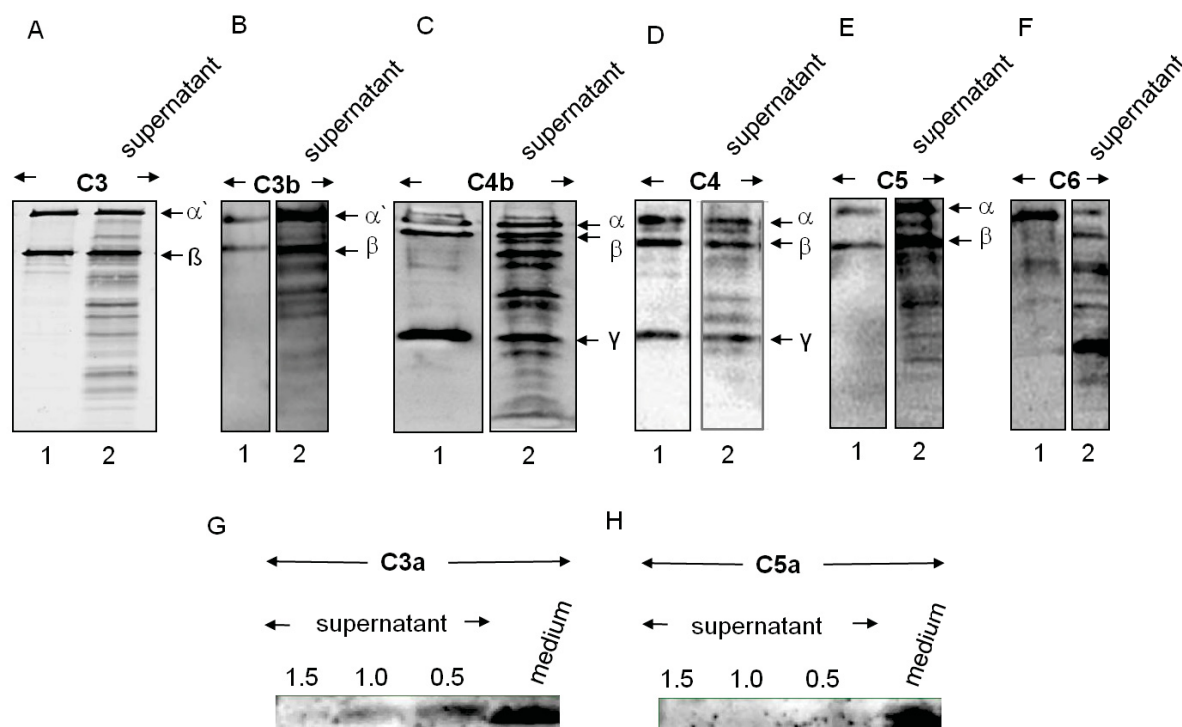 A
B
C
D
E
F
supernatant
supernatant
supernatant
supernatant
supernatant
supernatant
← C3 →
← C3b →
← C4b →
← C4 →
← C5 →
← C6 →
← α`
← ß
← α`
← β
← α
← β
← γ
← α
← β
← γ
← α
← β
1 2
1 2
1 2
1 2
1 2
1 2
G
H
← C3a →
← C5a →
← supernatant →
medium
← supernatant →
medium
1.5 1.0 0.5
1.5 1.0 0.5